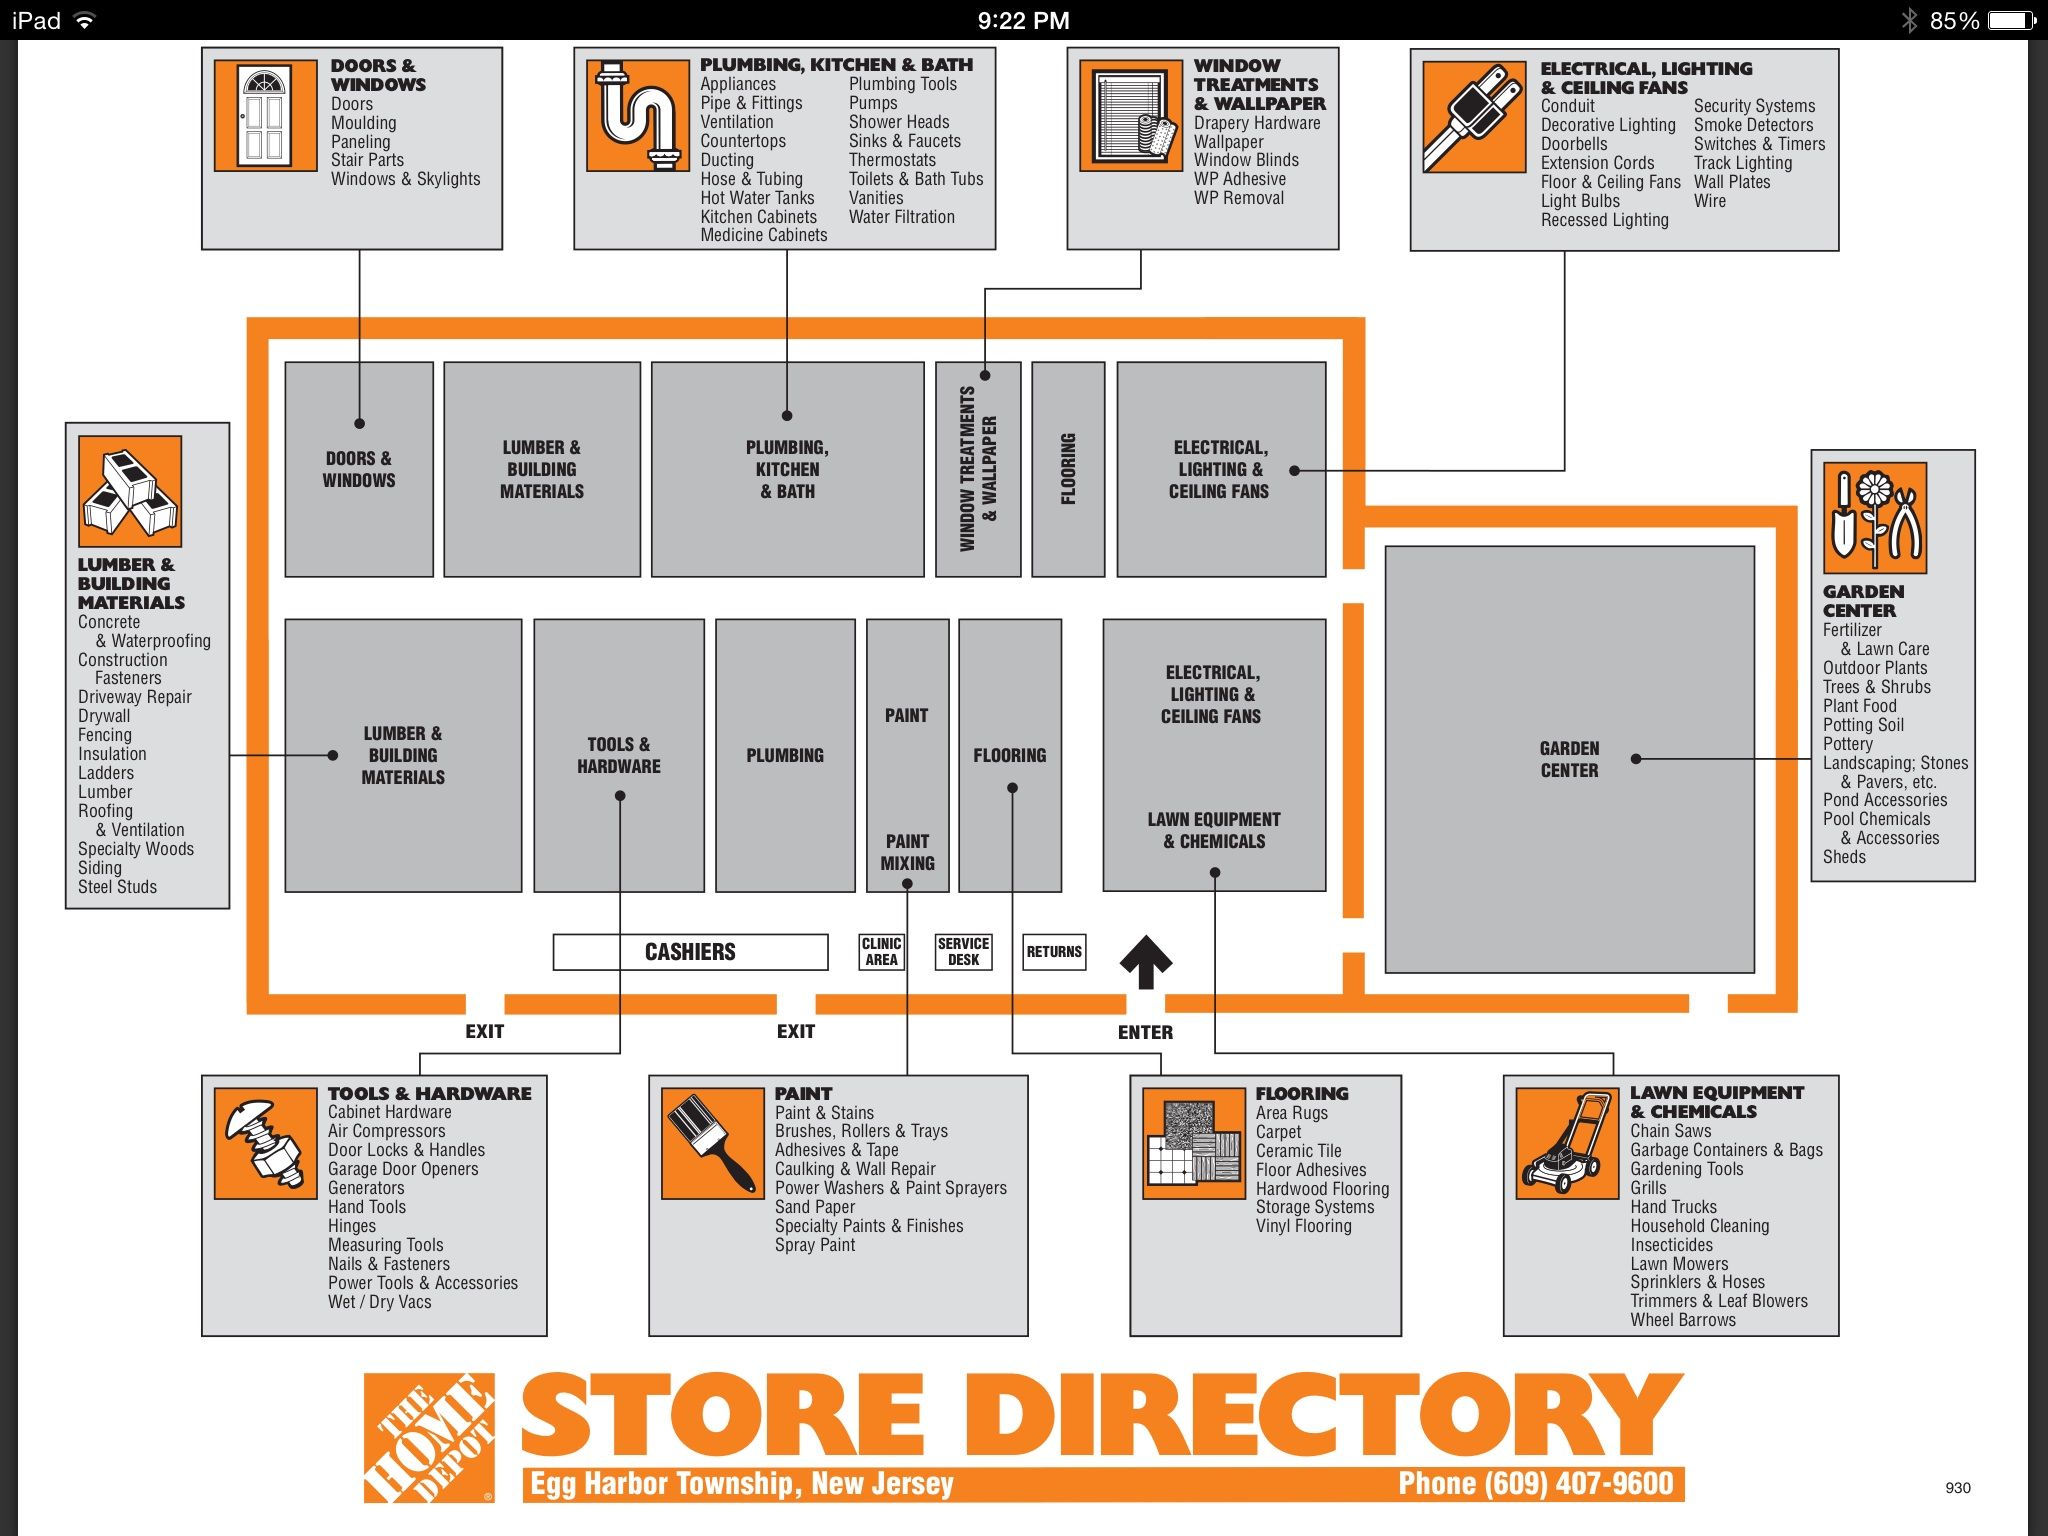 iPad
9:22 PM
85%
DOORS &
WINDOWS
Doors
Moulding
Paneling
Stair Parts
Windows & Skylights
PLUMBING, KITCHEN & BATH
Appliances
Pipe & Fittings
Ventilation
Countertops
Ducting
Hose & Tubing
Hot Water Tanks
Kitchen Cabinets
Medicine Cabinets
Plumbing Tools
Pumps
Shower Heads
Sinks & Faucets
Thermostats
Toilets & Bath Tubs
Vanities
Water Filtration
WINDOW
TREATMENTS
& WALLPAPER
Drapery Hardware
Wallpaper
Window Blinds
WP Adhesive
WP Removal
ELECTRICAL, LIGHTING
& CEILING FANS
Conduit
Decorative Lighting
Doorbells
Extension Cords
Floor & Ceiling Fans
Light Bulbs
Recessed Lighting
Security Systems
Smoke Detectors
Switches & Timers
Track Lighting
Wall Plates
Wire
DOORS &
WINDOWS
LUMBER &
BUILDING
MATERIALS
PLUMBING,
KITCHEN
& BATH
WINDOW TREATMENTS
& WALLPAPER
FLOORING
ELECTRICAL,
LIGHTING &
CEILING FANS
LUMBER &
BUILDING
MATERIALS
Concrete
& Waterproofing
Construction
Fasteners
Driveway Repair
Drywall
Fencing
Insulation
Ladders
Lumber
Roofing
& Ventilation
Specialty Woods
Siding
Steel Studs
LUMBER &
BUILDING
MATERIALS
TOOLS &
HARDWARE
PLUMBING
PAINT
PAINT
MIXING
FLOORING
ELECTRICAL,
LIGHTING &
CEILING FANS
LAWN EQUIPMENT
& CHEMICALS
GARDEN
CENTER
GARDEN
CENTER
Fertilizer
& Lawn Care
Outdoor Plants
Trees & Shrubs
Plant Food
Potting Soil
Pottery
Landscaping; Stones
& Pavers, etc.
Pond Accessories
Pool Chemicals
& Accessories
Sheds
CASHIERS
CLINIC
AREA
SERVICE
DESK
RETURNS
EXIT
EXIT
ENTER
TOOLS & HARDWARE
Cabinet Hardware
Air Compressors
Door Locks & Handles
Garage Door Openers
Generators
Hand Tools
Hinges
Measuring Tools
Nails & Fasteners
Power Tools & Accessories
Wet / Dry Vacs
PAINT
Paint & Stains
Brushes, Rollers & Trays
Adhesives & Tape
Caulking & Wall Repair
Power Washers & Paint Sprayers
Sand Paper
Specialty Paints & Finishes
Spray Paint
FLOORING
Area Rugs
Carpet
Ceramic Tile
Floor Adhesives
Hardwood Flooring
Storage Systems
Vinyl Flooring
LAWN EQUIPMENT
& CHEMICALS
Chain Saws
Garbage Containers & Bags
Gardening Tools
Grills
Hand Trucks
Household Cleaning
Insecticides
Lawn Mowers
Sprinklers & Hoses
Trimmers & Leaf Blowers
Wheel Barrows
THE
HOME
DEPOT
®
STORE DIRECTORY
Egg Harbor Township, New Jersey
Phone (609) 407-9600
930